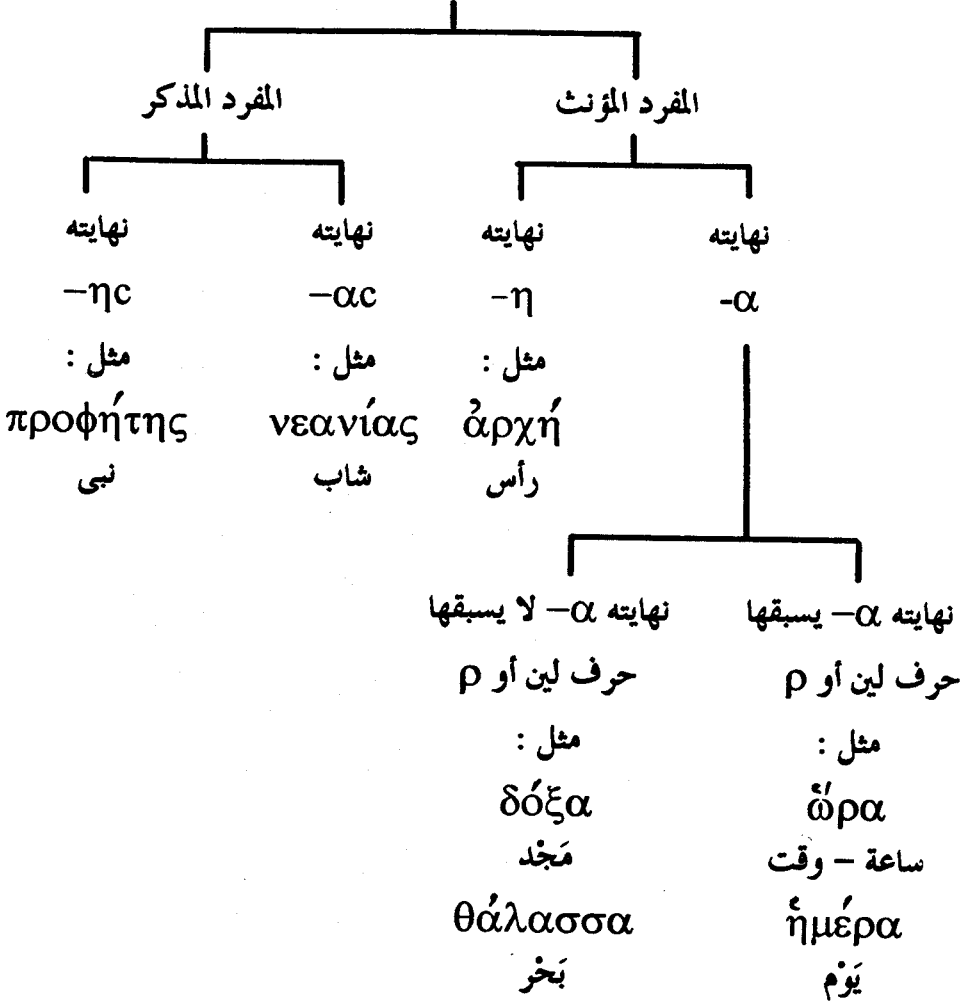 المفرد المؤنث
المفرد المذكر
نهايته
نهايته
نهايته
نهايته
-α
-η
–ας
–ης
مثل :
مثل :
مثل :
ἀρχή
νεανίας
προφήτης
رأس
شاب
نبى
نهايته α– يسبقها
نهايته α– لا يسبقها
حرف لين أو ρ
حرف لين أو ρ
مثل :
مثل :
ὥρα
δόξα
ساعة – وقت
مَجْد
ἡμέρα
θάλασσα
يَوْم
بَحْر